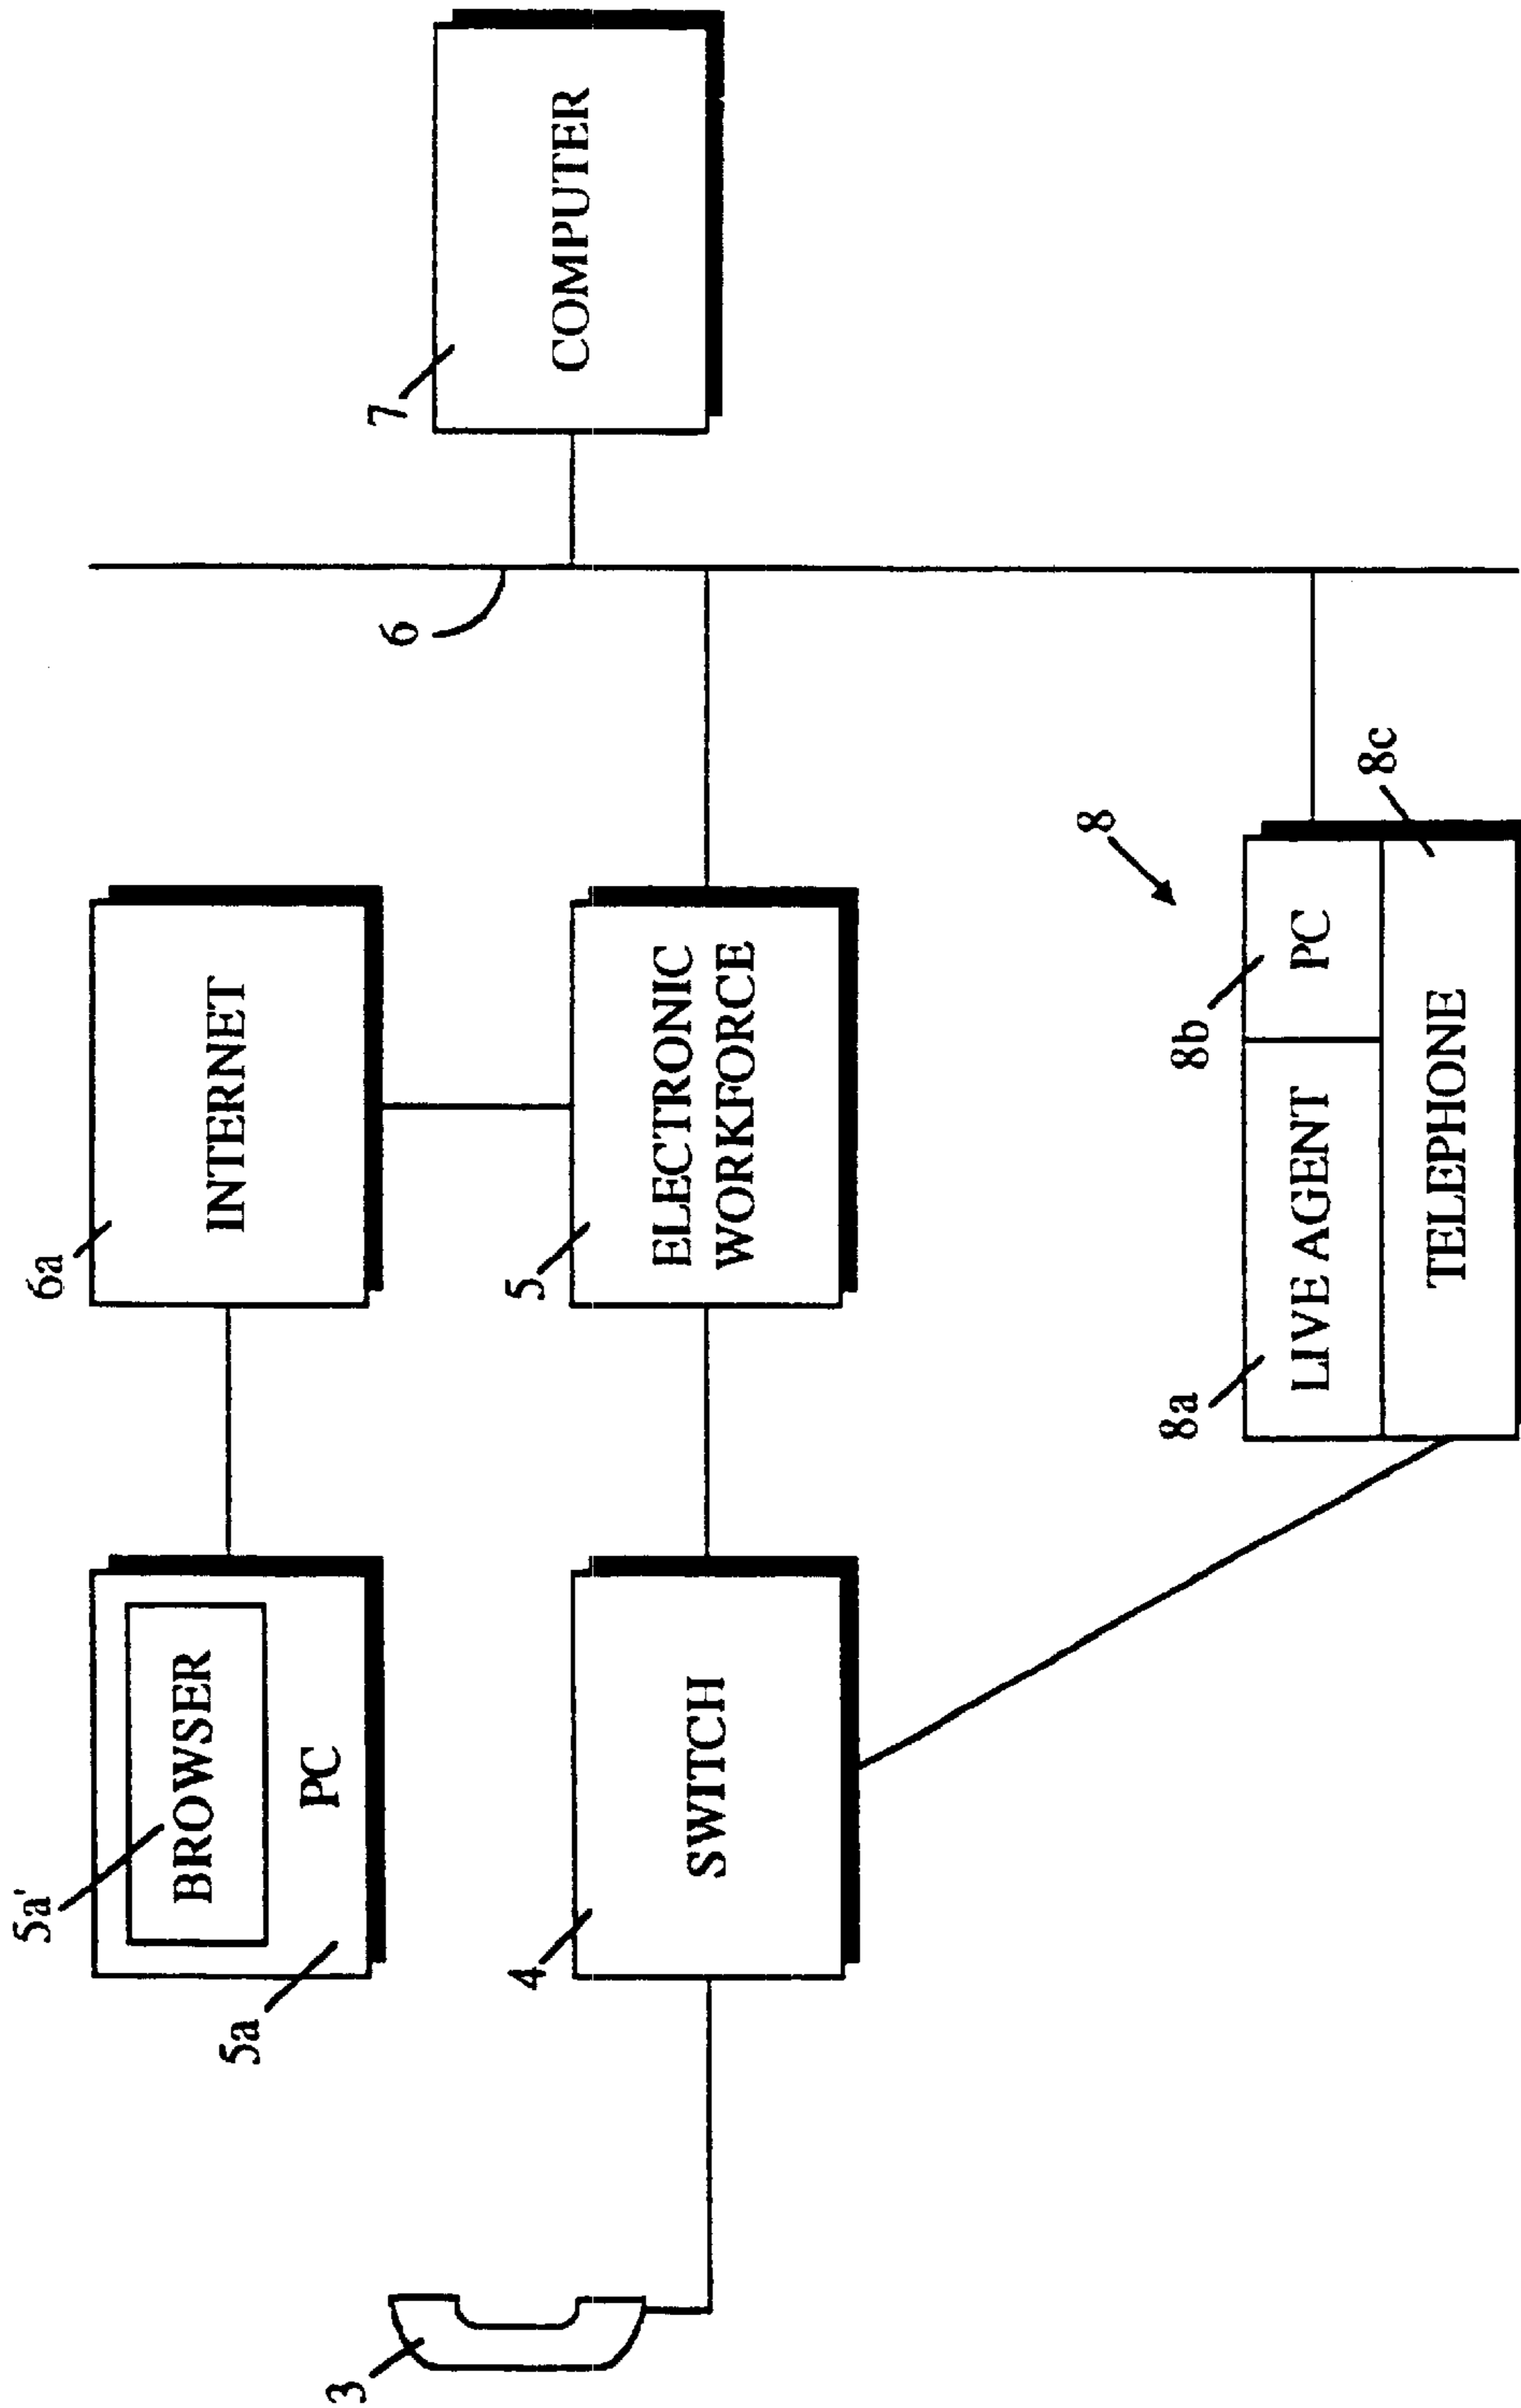 5a'
BROWSER
PC
5a
6a
INTERNET
3
4
SWITCH
5
ELECTRONIC
WORKFORCE
6
7
COMPUTER
8
8a
LIVE AGENT
8b
PC
TELEPHONE
8c